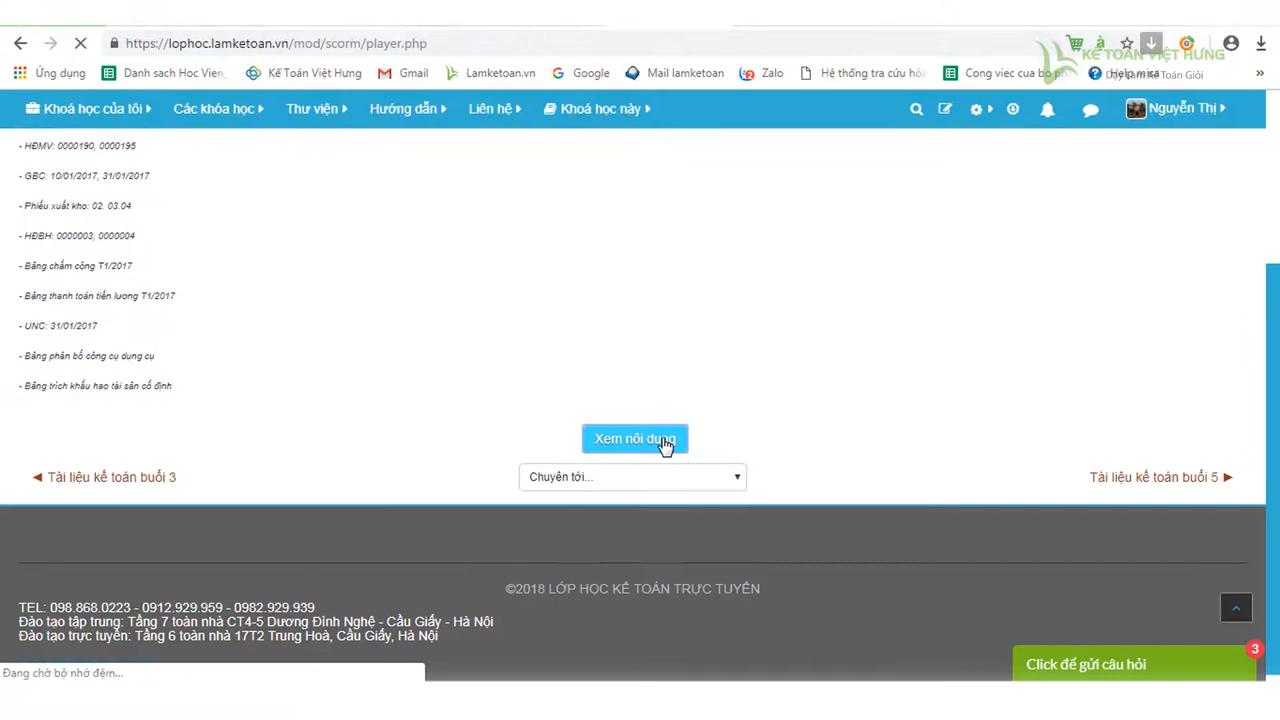 https://lophoc.lamketoan.vn/mod/scorm/player.php
KẾ TOÁN VIỆT HƯNG
Ứng dụng
Danh sach Hoc Vien
Kế Toán Việt Hưng
Gmail
Lamketoan.vn
Google
Mail lamketoan
Zalo
Hệ thống tra cứu hó
Cong viec cua bo
»
Khoá học của tôi
Các khóa học
Thư viện
Hướng dẫn
Liên hệ
Khoá học này
Nguyễn Thị
- HĐMV: 0000190, 0000195
- GBC: 10/01/2017, 31/01/2017
- Phiếu xuất kho: 02. 03.04
- HĐBH: 0000003, 0000004
- Bảng chấm công T1/2017
- Bảng thanh toán tiền lương T1/2017
- UNC: 31/01/2017
- Bảng phân bổ công cụ dung cụ
- Bảng trích khấu hao tài sản cố định
Xem nội dung
◄ Tài liệu kế toán buổi 3
Chuyển tới...
Tài liệu kế toán buổi 5 ►
©2018 LỚP HỌC KẾ TOÁN TRỰC TUYẾN
TEL: 098.868.0223 - 0912.929.959 - 0982.929.939
Đào tạo tập trung: Tầng 7 toàn nhà CT4-5 Dương Đình Nghệ - Cầu Giấy - Hà Nội
Đào tạo trực tuyến: Tầng 6 toàn nhà 17T2 Trung Hoà, Cầu Giấy, Hà Nội
3
Click để gửi câu hỏi
Đang chờ bộ nhớ đệm...